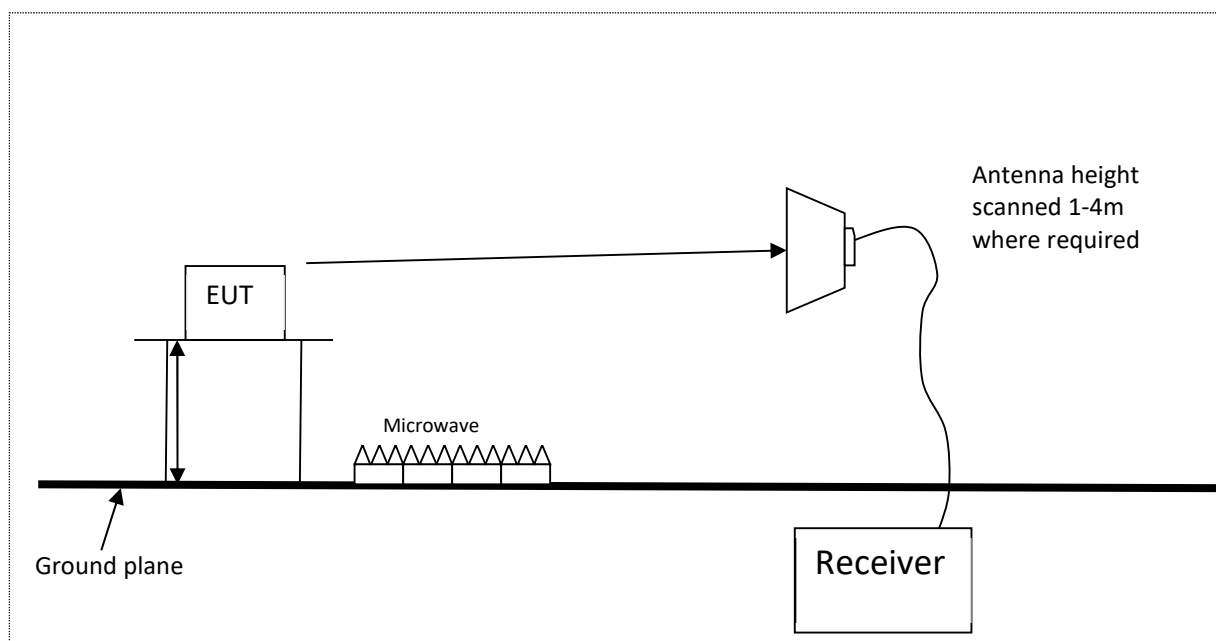 Antenna height
scanned 1-4m
where required
EUT
Microwave
Ground plane
Receiver